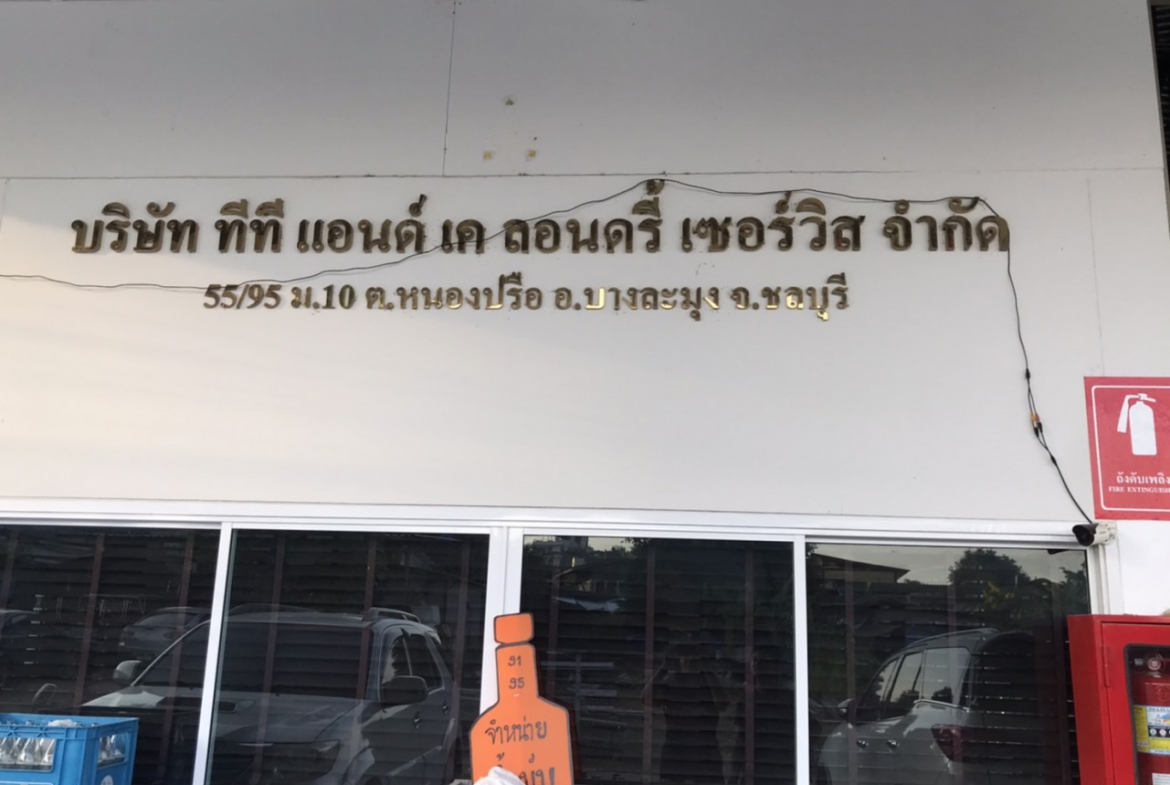 บริษัท ทีที แอนด์ เค ลอนดรี้ เซอร์วิส จำกัด
55/95 ม.10 ต.หนองปรือ อ.บางละมุง จ.ชลบุรี
ถังดับเพลิง
FIRE EXTINGUISH
91
95
จำหน่าย